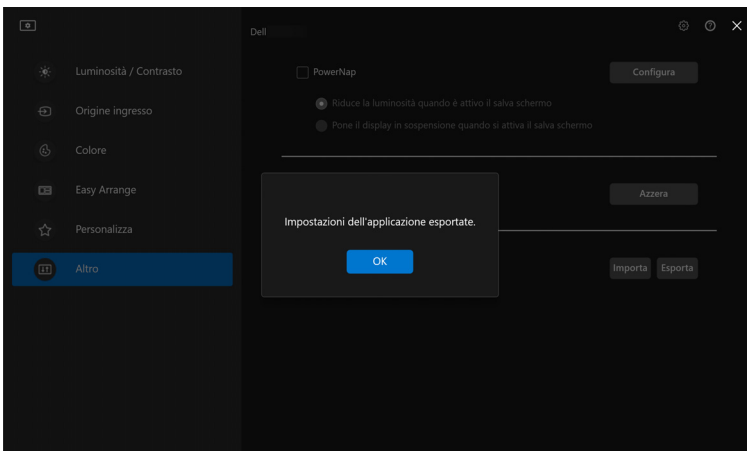 Dell
Luminosità / Contrasto
Origine ingresso
Colore
Easy Arrange
Personalizza
Altro
PowerNap
Configura
Riduce la luminosità quando è attivo il salva schermo
Pone il display in sospensione quando si attiva il salva schermo
Azzera
Impostazioni dell'applicazione esportate.
OK
Importa Esporta